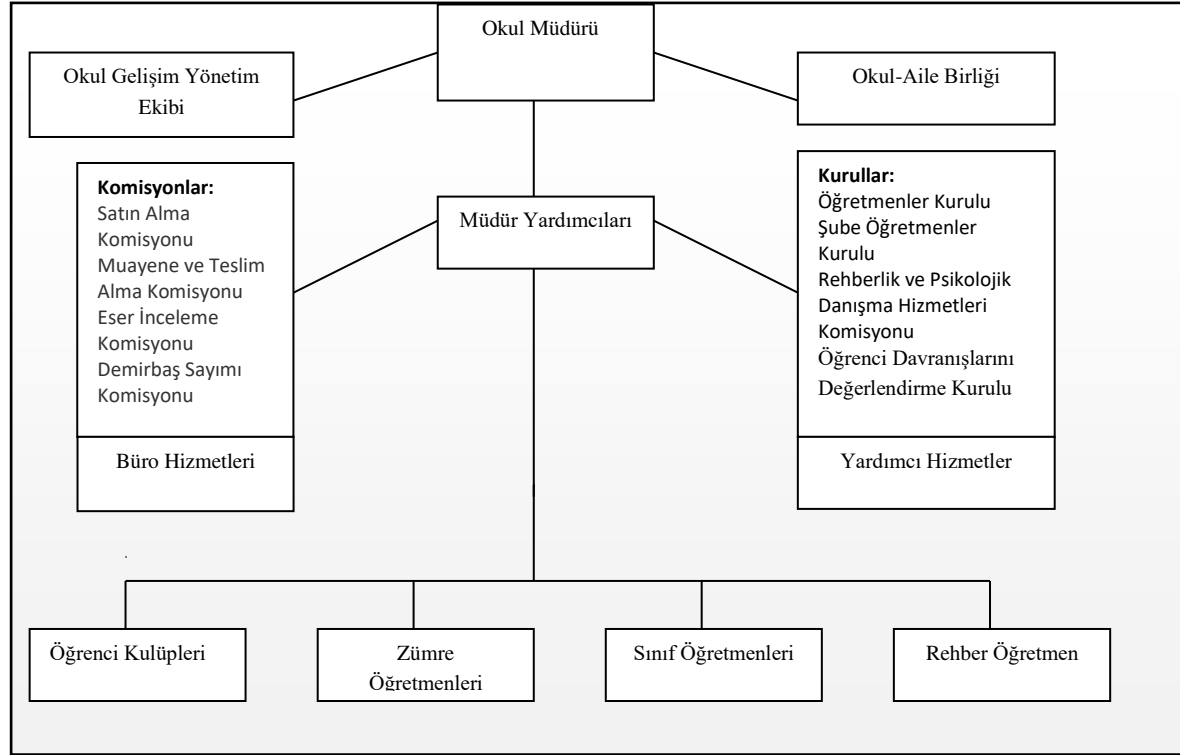 Okul Müdürü
Okul Gelişim Yönetim
Ekibi
Okul-Aile Birliği
Komisyonlar:
Satın Alma
Komisyonu
Muayene ve Teslim
Alma Komisyonu
Eser İnceleme
Komisyonu
Demirbaş Sayımı
Komisyonu
Müdür Yardımcıları
Kurullar:
Öğretmenler Kurulu
Şube Öğretmenler
Kurulu
Rehberlik ve Psikolojik
Danışma Hizmetleri
Komisyonu
Öğrenci Davranışlarını
Değerlendirme Kurulu
Büro Hizmetleri
Yardımcı Hizmetler
Öğrenci Kulüpleri
Zümre
Öğretmenleri
Sınıf Öğretmenleri
Rehber Öğretmen